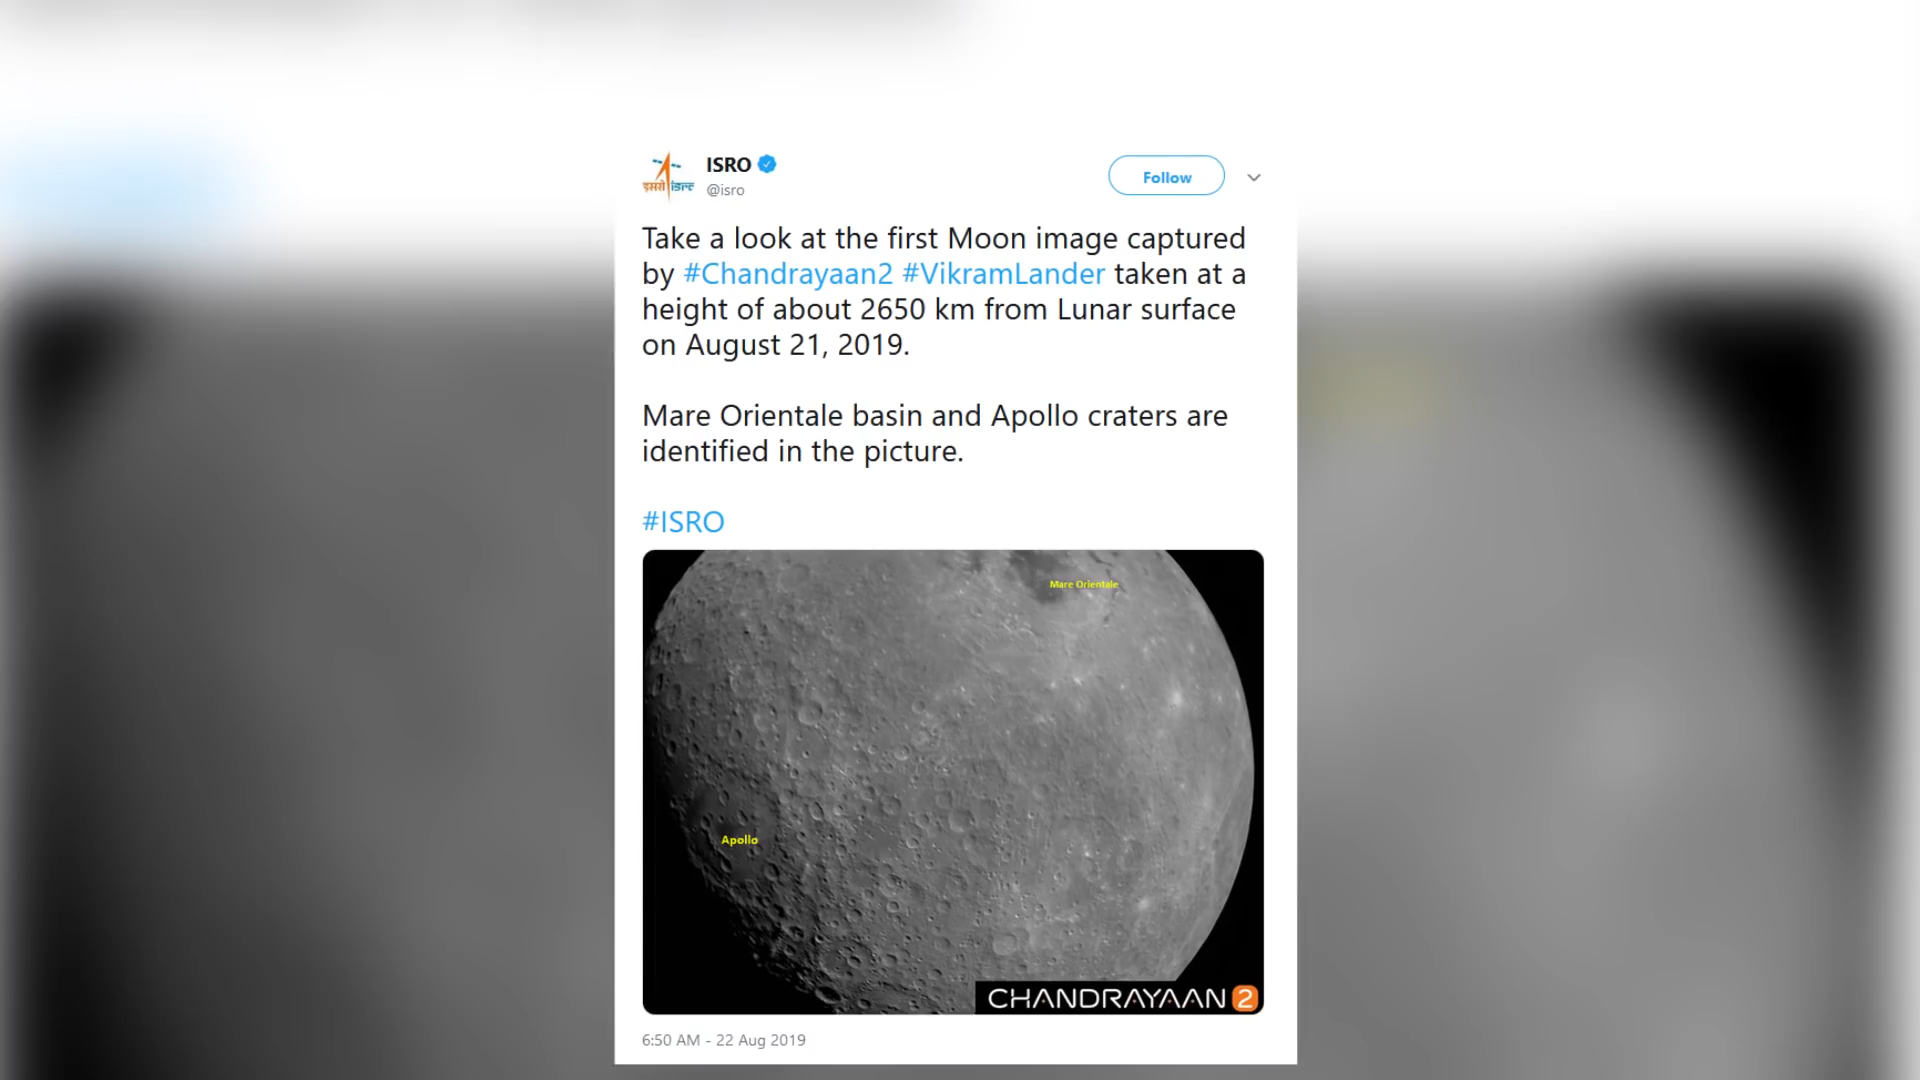 इसरो isro
ISRO
@isro
Follow
Take a look at the first Moon image captured
by #Chandrayaan2 #VikramLander taken at a
height of about 2650 km from Lunar surface
on August 21, 2019.
Mare Orientale basin and Apollo craters are
identified in the picture.
#ISRO
Mare Orientale
Apollo
CHANDRAYAAN 2
6:50 AM - 22 Aug 2019